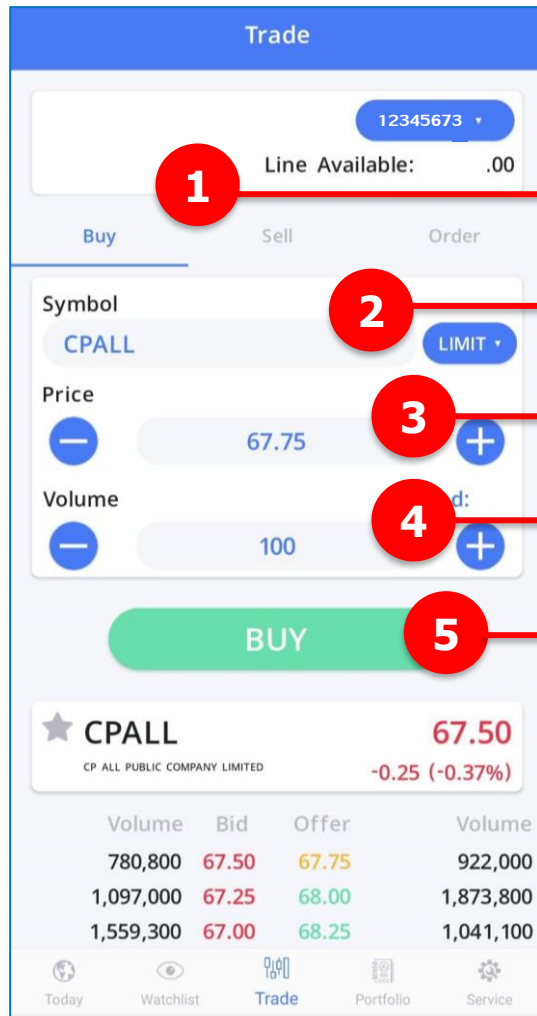 Trade
12345673
Line Available: .00
1
Buy Sell Order
Symbol
2
CPALL LIMIT
Price
3
67.75
Volume d:
4
100
BUY
5
CPALL 67.50
CP ALL PUBLIC COMPANY LIMITED -0.25 (-0.37%)
Volume Bid Offer Volume
780,800 67.50 67.75 922,000
1,097,000 67.25 68.00 1,873,800
1,559,300 67.00 68.25 1,041,100
Today Watchlist Trade Portfolio Service